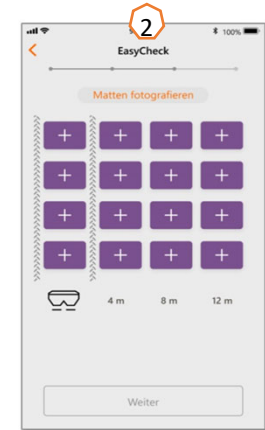 2
100%
EasyCheck
Matten fotografieren
+ + + +
+ + + +
+ + + +
+ + + +
4 m 8 m 12 m
Weiter